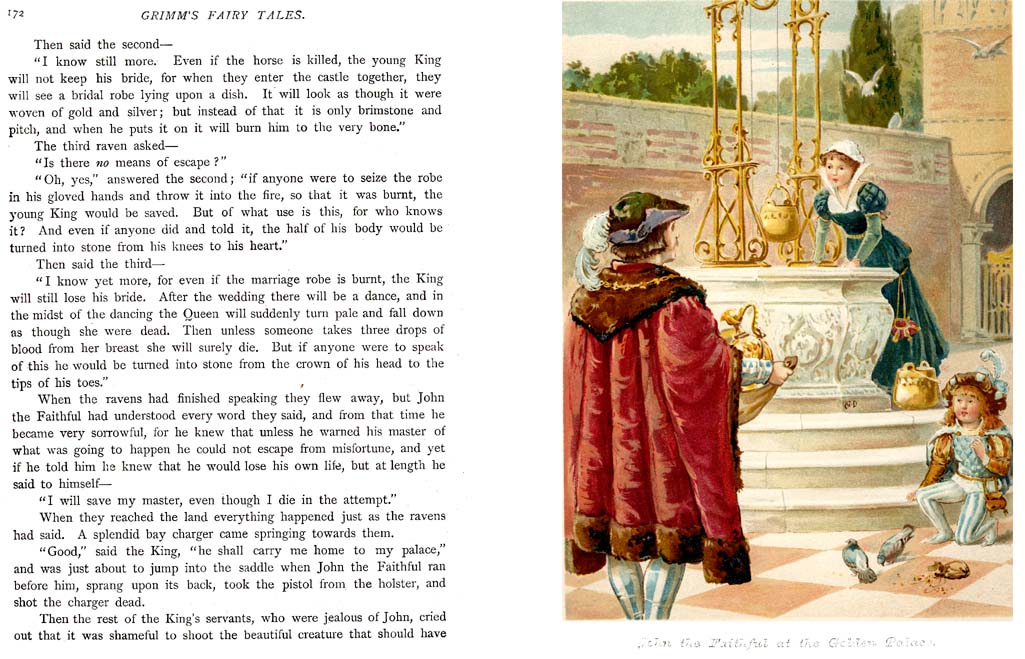 172
GRIMM'S FAIRY TALES.
Then said the second—
"I know still more. Even if the horse is killed, the young King
will not keep his bride, for when they enter the castle together, they
will see a bridal robe lying upon a dish. It will look as though it were
woven of gold and silver; but instead of that it is only brimstone and
pitch, and when he puts it on it will burn him to the very bone."
The third raven asked—
"Is there no means of escape?"
"Oh, yes," answered the second; "if anyone were to seize the robe
in his gloved hands and throw it into the fire, so that it was burnt, the
young King would be saved. But of what use is this, for who knows
it? And even if anyone did and told it, the half of his body would be
turned into stone from his knees to his heart."
Then said the third—
"I know yet more, for even if the marriage robe is burnt, the King
will still lose his bride. After the wedding there will be a dance, and in
the midst of the dancing the Queen will suddenly turn pale and fall down
as though she were dead. Then unless someone takes three drops of
blood from her breast she will surely die. But if anyone were to speak
of this he would be turned into stone from the crown of his head to the
tips of his toes."
When the ravens had finished speaking they flew away, but John
the Faithful had understood every word they said, and from that time he
became very sorrowful, for he knew that unless he warned his master of
what was going to happen he could not escape from misfortune, and yet
if he told him he knew that he would lose his own life, but at length he
said to himself—
"I will save my master, even though I die in the attempt."
When they reached the land everything happened just as the ravens
had said. A splendid bay charger came springing towards them.
"Good," said the King, "he shall carry me home to my palace,"
and was just about to jump into the saddle when John the Faithful ran
before him, sprang upon its back, took the pistol from the holster, and
shot the charger dead.
Then the rest of the King's servants, who were jealous of John, cried
out that it was shameful to shoot the beautiful creature that should have
John the Faithful at the Golden Palace.